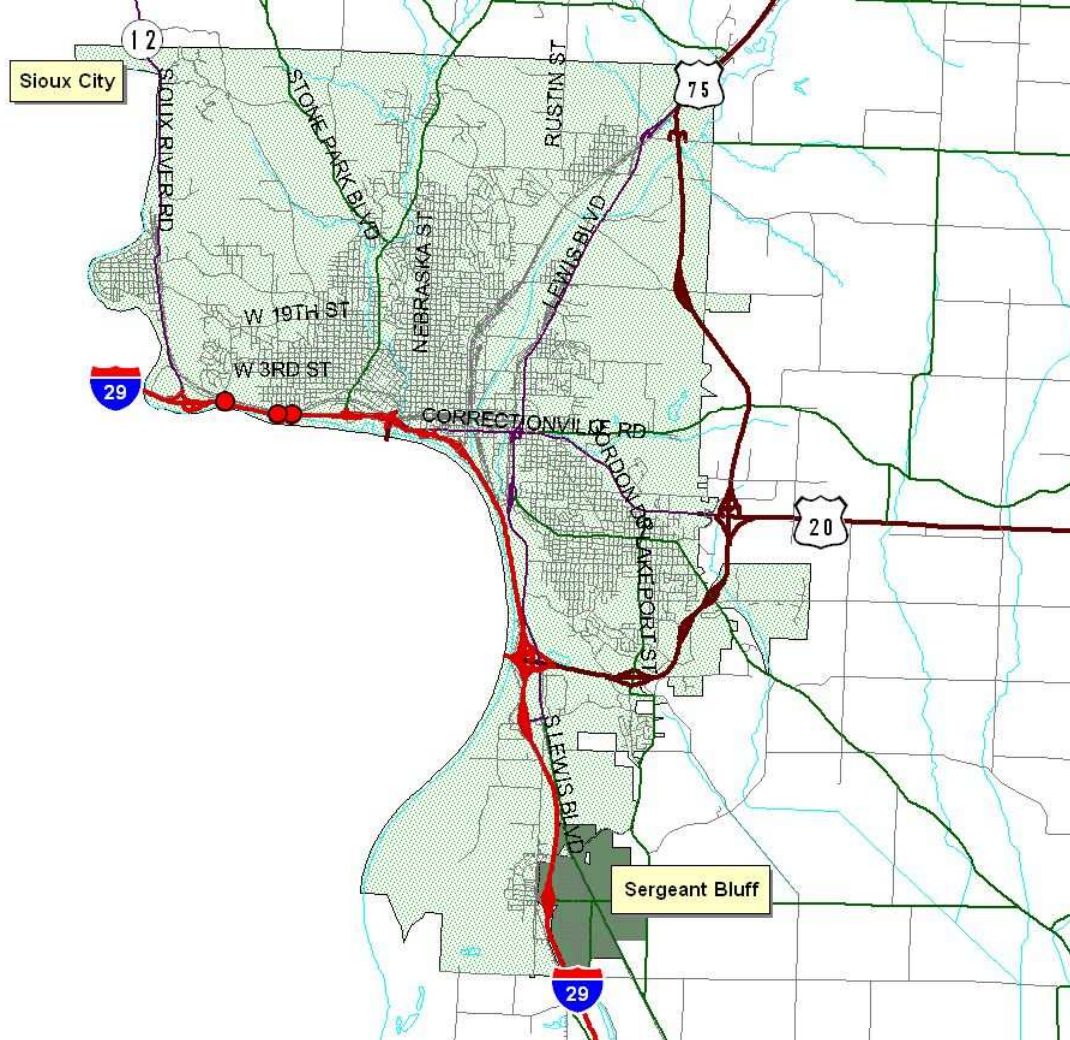 12
Sioux City
SIOUX RIVER RD
STONE PARK BLVD
RUSTIN ST
75
NEBRASKA ST
LEWIS BLVD
W 19TH ST
W 3RD ST
29
CORRECTIONVILLE RD
GORDON DR
20
S LAKEPORT ST
S LEWIS BLVD
Sergeant Bluff
29